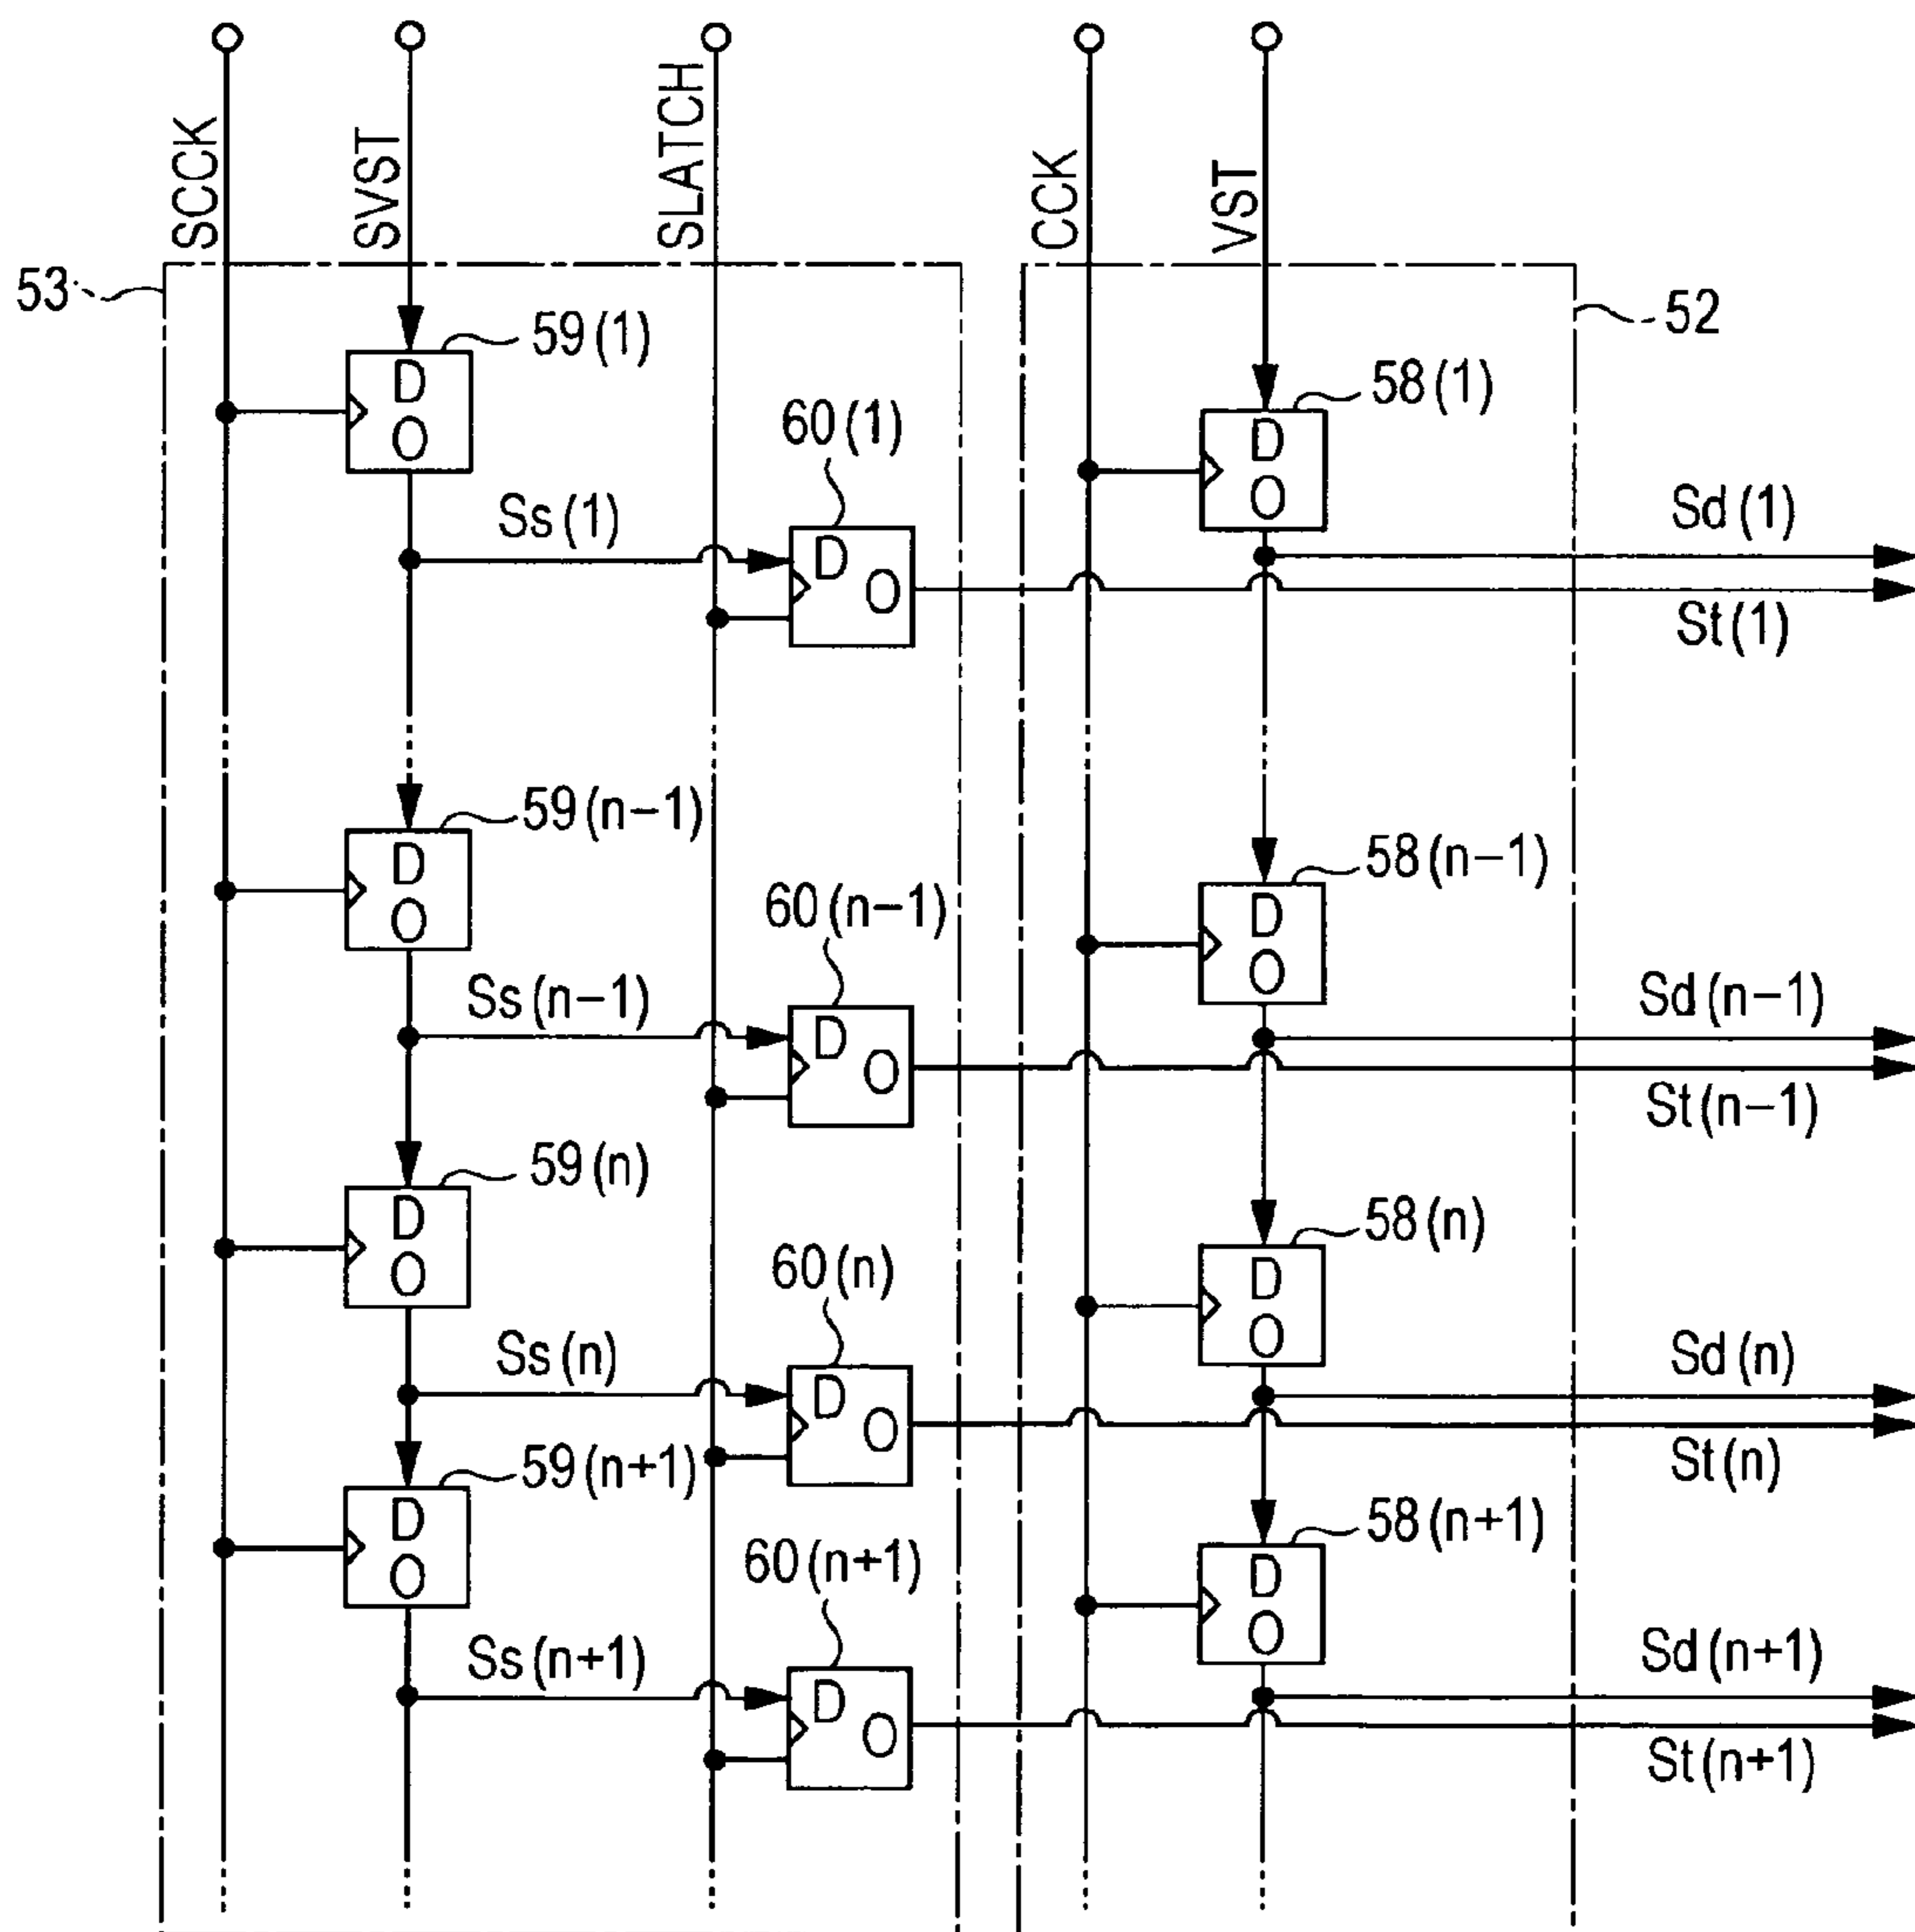 SCCK
SVST
SLATCH
CCK
VST
53
52
59(1)
D
O
58(1)
D
O
60(1)
Ss(1)
D
O
Sd(1)
St(1)
59(n-1)
D
O
58(n-1)
D
O
60(n-1)
Ss(n-1)
D
O
Sd(n-1)
St(n-1)
59(n)
D
O
58(n)
D
O
60(n)
Ss(n)
D
O
Sd(n)
St(n)
59(n+1)
D
O
58(n+1)
D
O
60(n+1)
Ss(n+1)
D
O
Sd(n+1)
St(n+1)